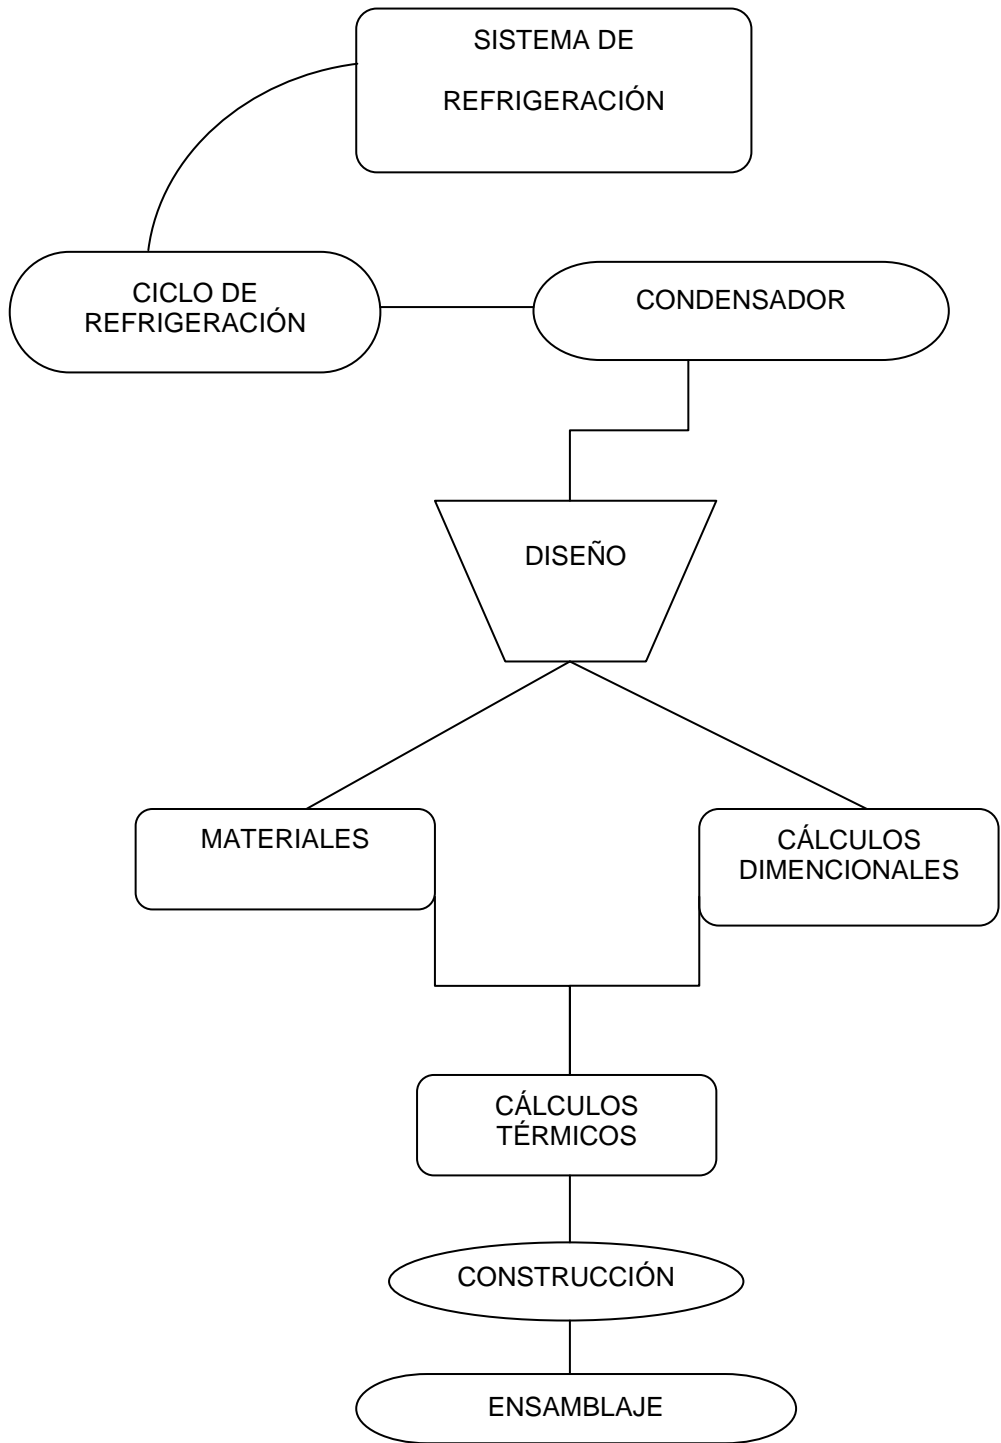 SISTEMA DE
REFRIGERACIÓN
CICLO DE
REFRIGERACIÓN
CONDENSADOR
DISEÑO
MATERIALES
CÁLCULOS
DIMENCIONALES
CÁLCULOS
TÉRMICOS
CONSTRUCCIÓN
ENSAMBLAJE